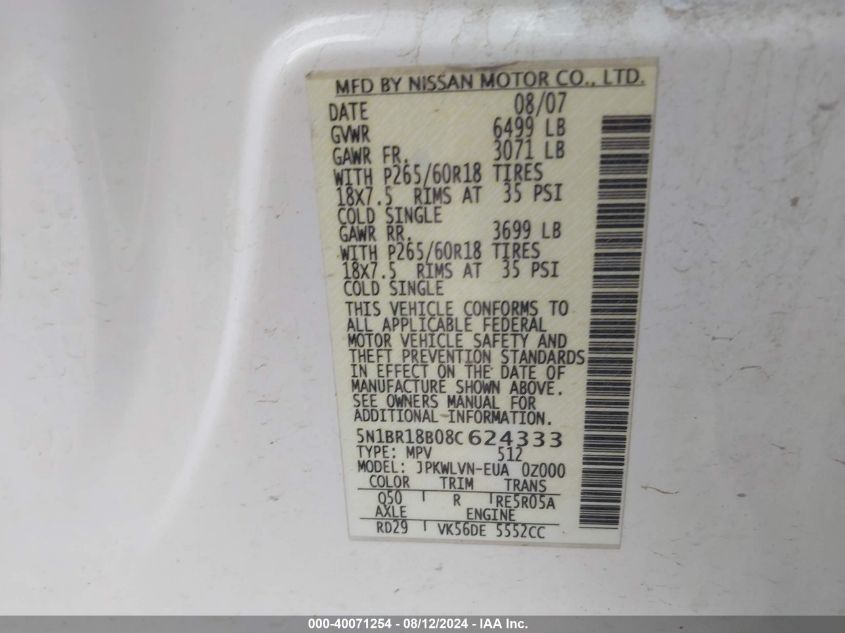 MFD BY NISSAN MOTOR CO., LTD.
DATE 08/07
GVWR 6499 LB
GAWR FR. 3071 LB
WITH P265/60R18 TIRES
18X7.5 RIMS AT 35 PSI
COLD SINGLE
GAWR RR. 3699 LB
WITH P265/60R18 TIRES
18X7.5 RIMS AT 35 PSI
COLD SINGLE
THIS VEHICLE CONFORMS TO
ALL APPLICABLE FEDERAL
MOTOR VEHICLE SAFETY AND
THEFT PREVENTION STANDARDS
IN EFFECT ON THE DATE OF
MANUFACTURE SHOWN ABOVE.
SEE OWNERS MANUAL FOR
ADDITIONAL INFORMATION.
5N1BR18B08C624333
TYPE: MPV 512
MODEL: JPKWLVN-EUA 0Z000
COLOR TRIM TRANS
Q50 R RE5R05A
AXLE ENGINE
RD29 VK56DE 5552CC
000-40071254 - 08/12/2024 - IAA Inc.